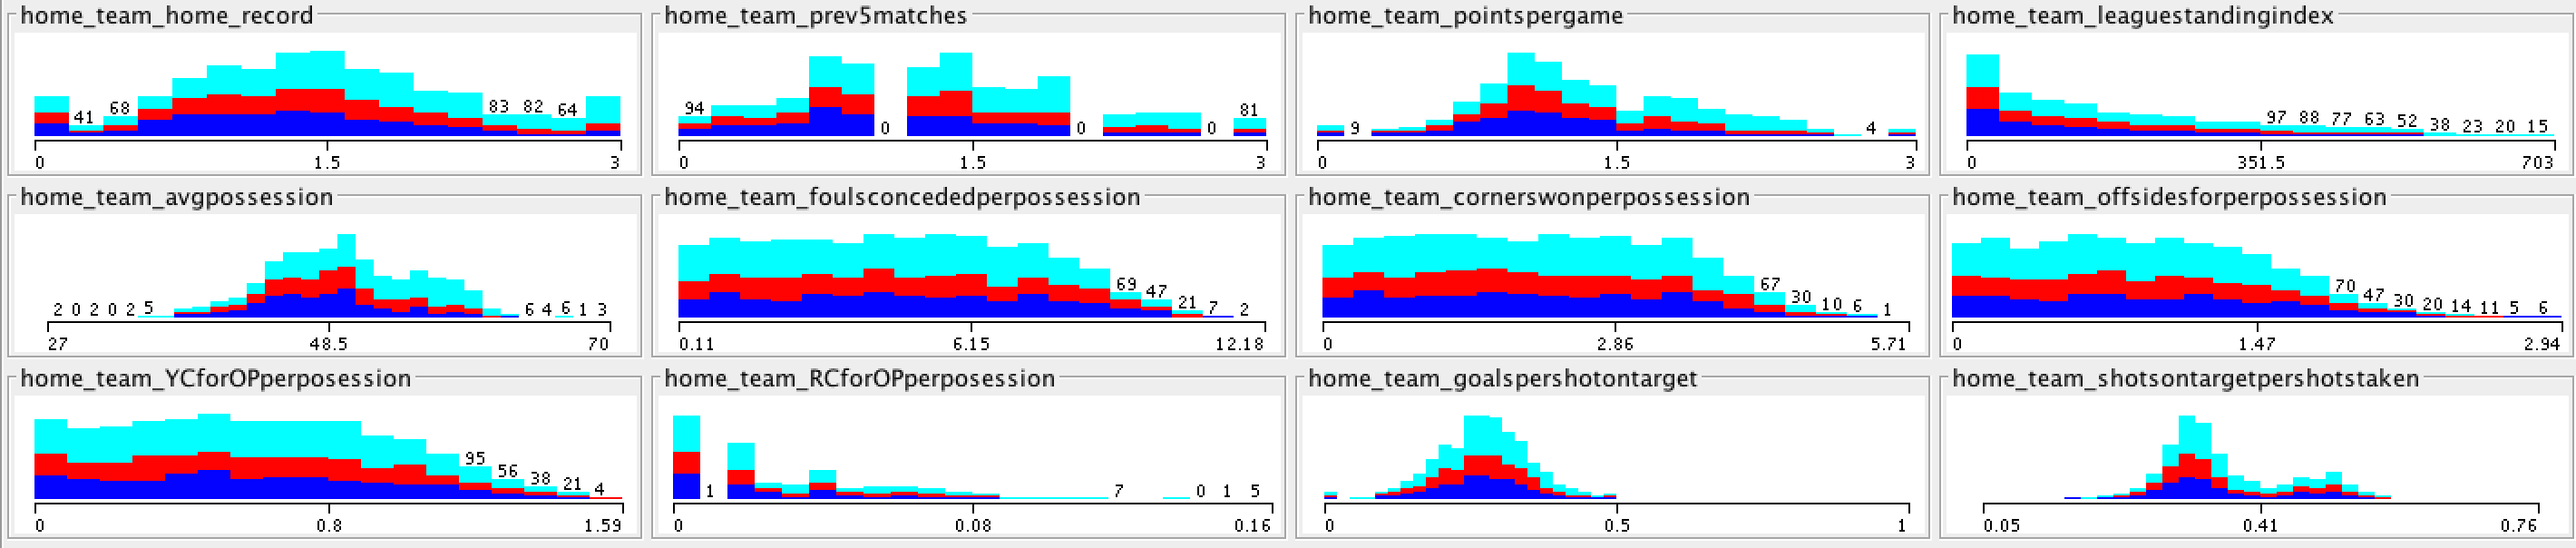 home_team_home_record
41 68 83 82 64
0 1.5 3
home_team_prev5matches
94 0 0 0 81
0 1.5 3
home_team_pointspergame
9 4
0 1.5 3
home_team_leaguestandingindex
97 88 77 63 52 38 23 20 15
0 351.5 703
home_team_avgpossession
2 0 2 0 2 5 6 4 6 1 3
27 48.5 70
home_team_foulsconcededperpossession
69 47 21 7 2
0.11 6.15 12.18
home_team_cornerswonperpossession
67 30 10 6 1
0 2.86 5.71
home_team_offsidesforperpossession
70 47 30 20 14 11 5 6
0 1.47 2.94
home_team_YCforOPperposession
95 56 38 21 4
0 0.8 1.59
home_team_RCforOPperposession
1 7 0 1 5
0 0.08 0.16
home_team_goalspershotontarget
0 0.5 1
home_team_shotsontargetpershotstaken
0.05 0.41 0.76